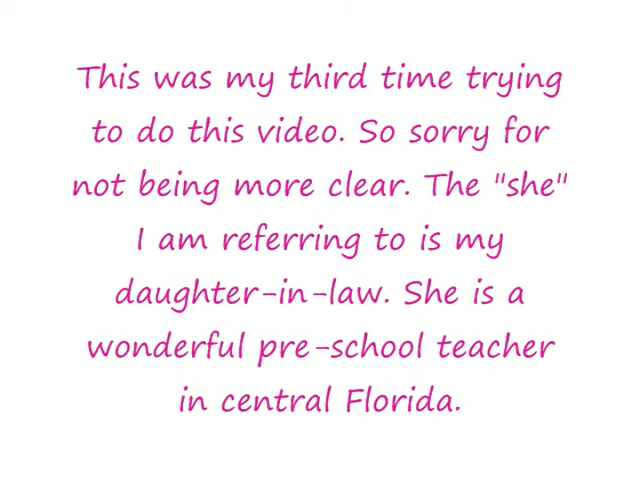 This was my third time trying
to do this video. So sorry for
not being more clear. The "she"
I am referring to is my
daughter-in-law. She is a
wonderful pre-school teacher
in central Florida.